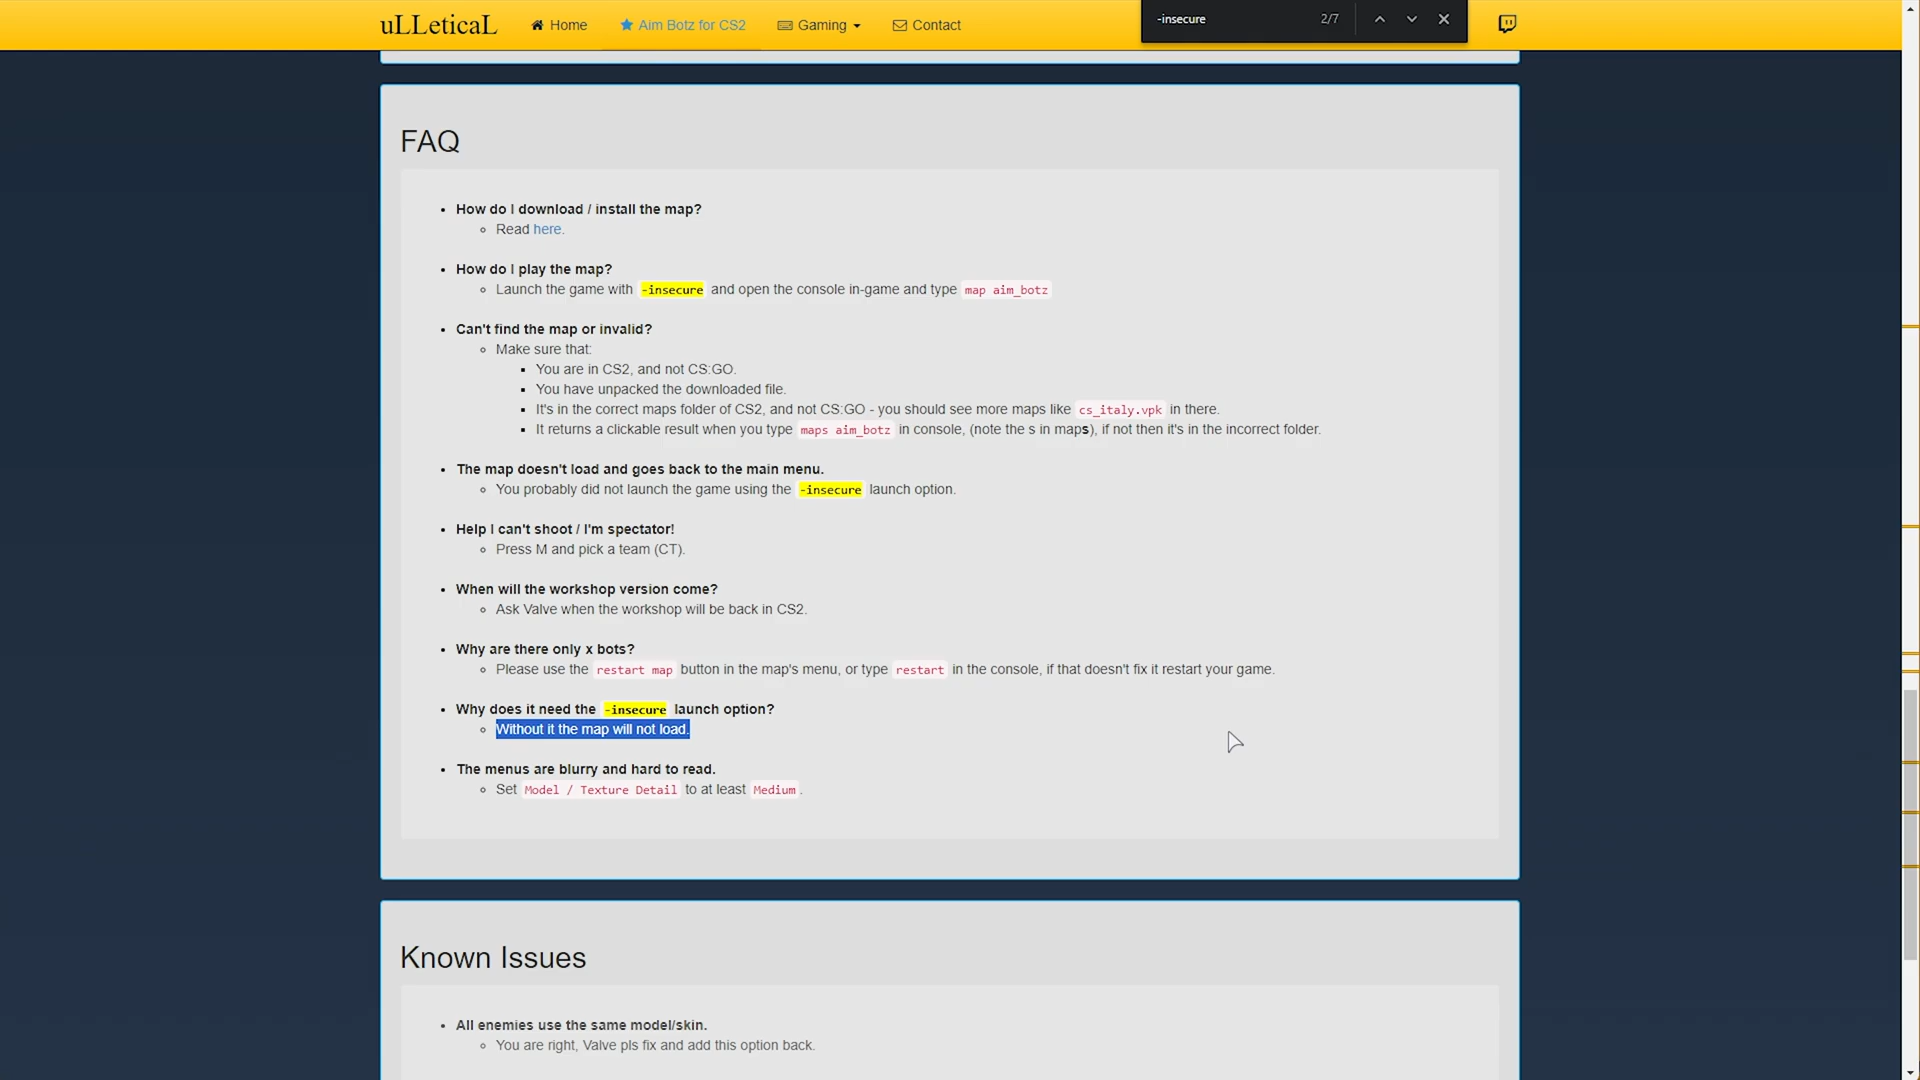 uLLeticaL Home Aim Botz for CS2 Gaming Contact -insecure 2/7
FAQ
How do I download / install the map?
Read here.
How do I play the map?
Launch the game with -insecure and open the console in-game and type map aim_botz
Can't find the map or invalid?
Make sure that:
You are in CS2, and not CS:GO.
You have unpacked the downloaded file.
It's in the correct maps folder of CS2, and not CS:GO - you should see more maps like cs_italy.vpk in there.
It returns a clickable result when you type maps aim_botz in console, (note the s in maps), if not then it's in the incorrect folder.
The map doesn't load and goes back to the main menu.
You probably did not launch the game using the -insecure launch option.
Help I can't shoot / I'm spectator!
Press M and pick a team (CT).
When will the workshop version come?
Ask Valve when the workshop will be back in CS2.
Why are there only x bots?
Please use the restart map button in the map's menu, or type restart in the console, if that doesn't fix it restart your game.
Why does it need the -insecure launch option?
Without it the map will not load.
The menus are blurry and hard to read.
Set Model / Texture Detail to at least Medium.
Known Issues
All enemies use the same model/skin.
You are right, Valve pls fix and add this option back.